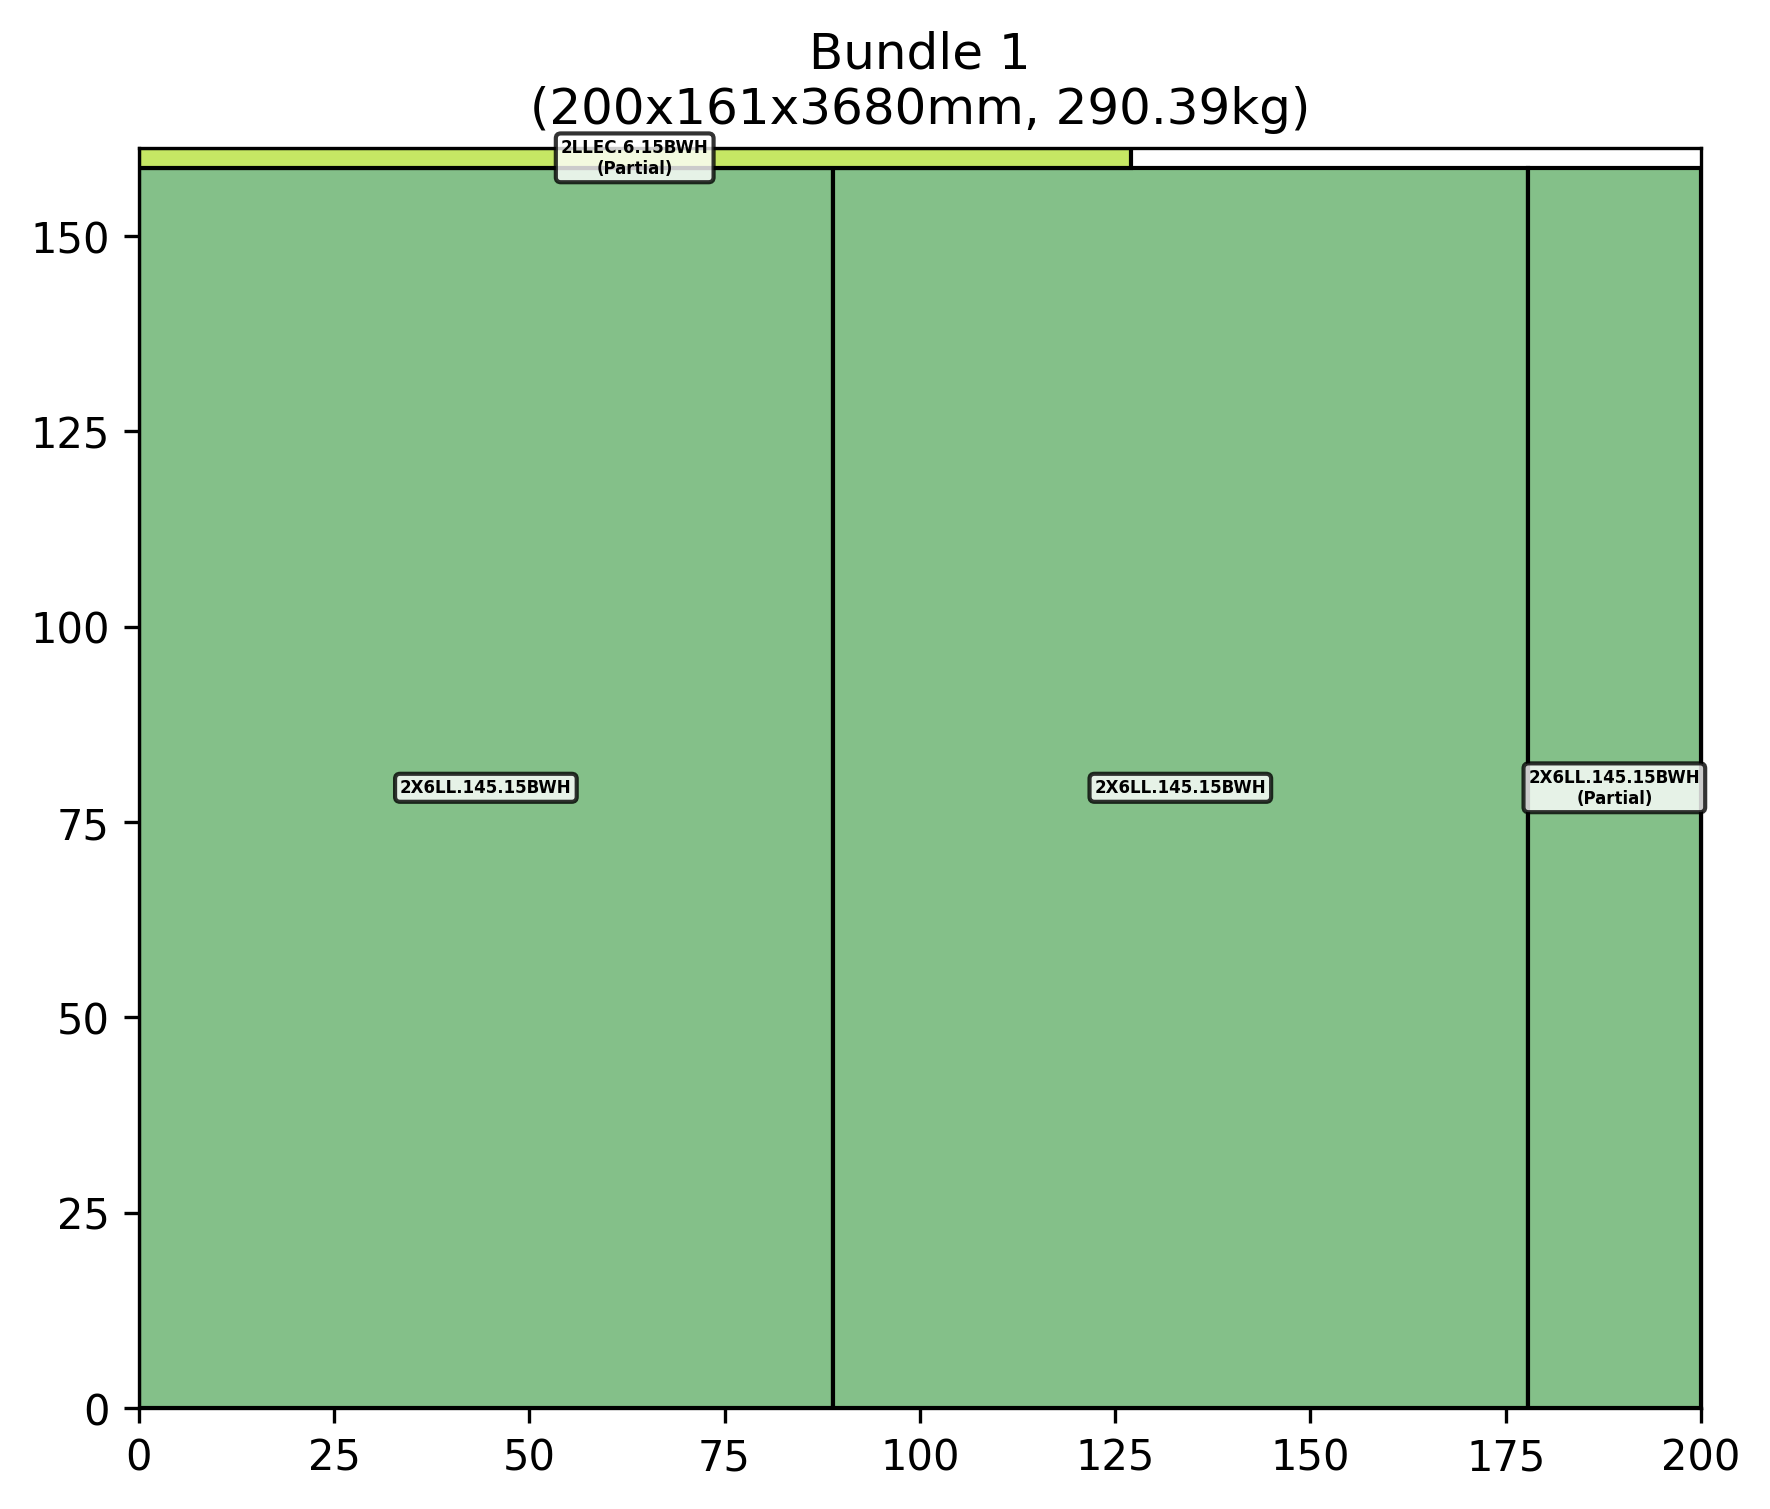 Bundle 1
(200x161x3680mm, 290.39kg)
2LLEC.6.15BWH
(Partial)
150
125
100
75
50
25
0
2X6LL.145.15BWH
2X6LL.145.15BWH
2X6LL.145.15BWH
(Partial)
0 25 50 75 100 125 150 175 200